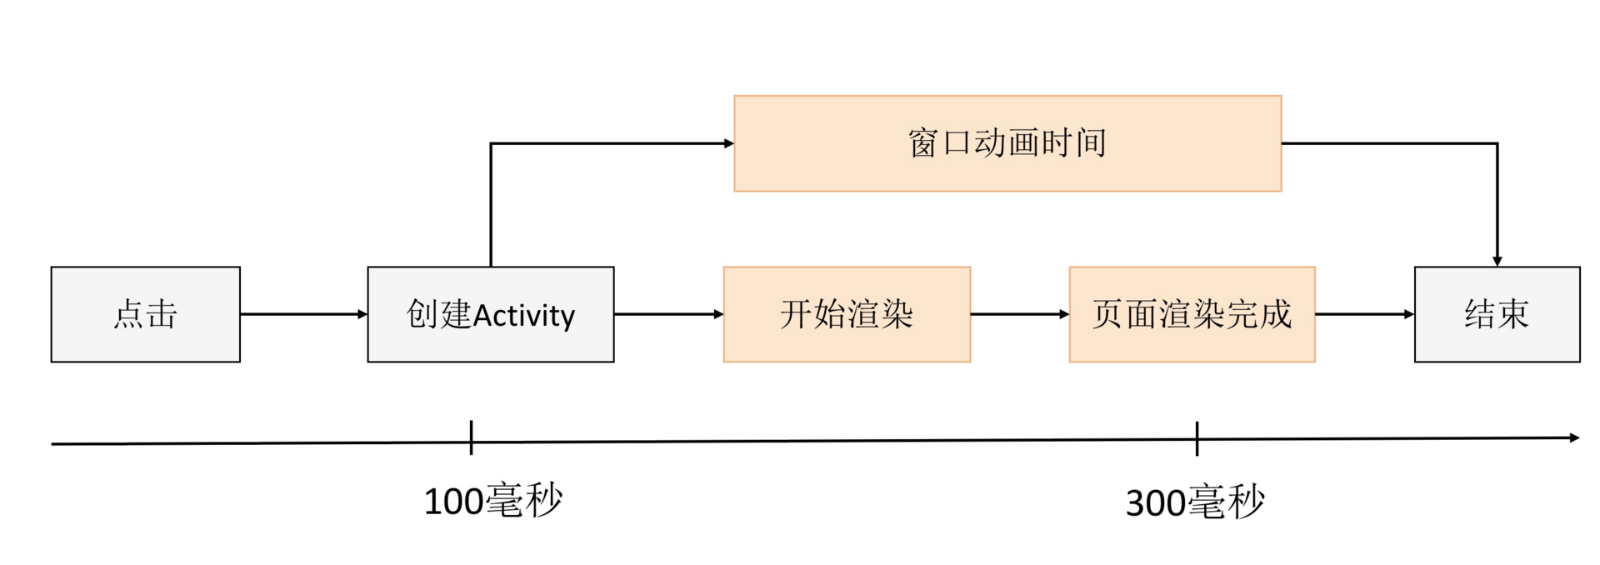 窗口动画时间
点击
创建Activity
开始渲染
页面渲染完成
结束
100毫秒
300毫秒